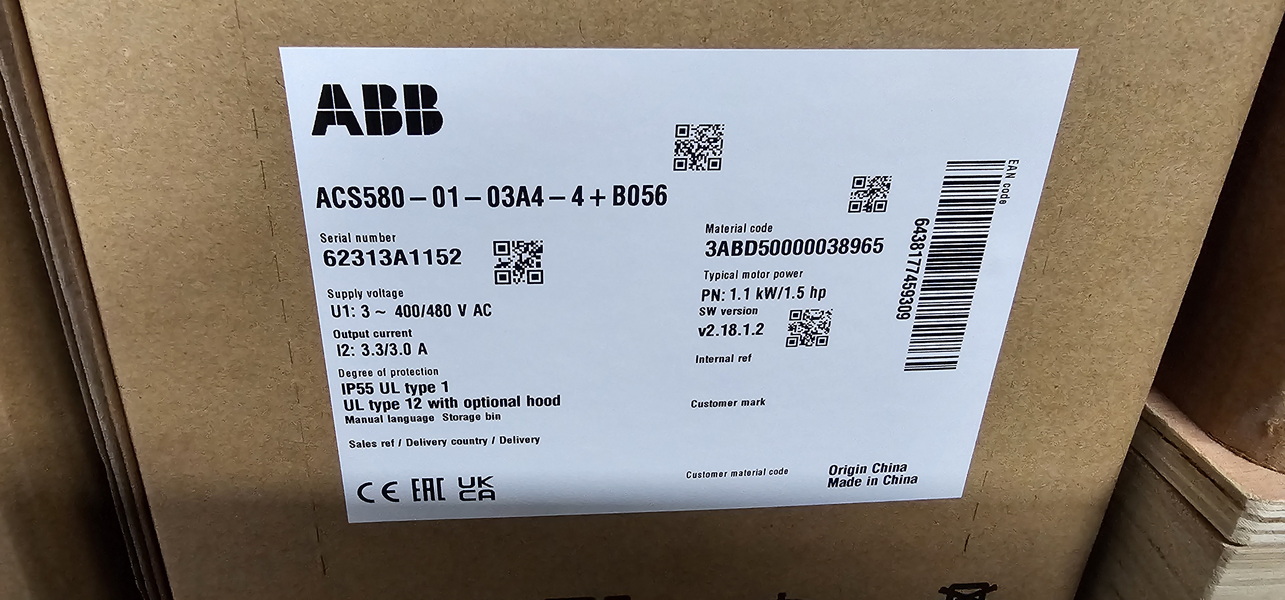 ABB
ACS580-01-03A4-4+B056
Serial number
62313A1152
Supply voltage
U1: 3 ~ 400/480 V AC
Output current
I2: 3.3/3.0 A
Degree of protection
IP55 UL type 1
UL type 12 with optional hood
Manual language Storage bin
Sales ref / Delivery country / Delivery
CE EAC UKCA
Material code
3ABD50000038965
Typical motor power
PN: 1.1 kW/1.5 hp
SW version
v2.18.1.2
Internal ref
Customer mark
Customer material code
Origin China
Made in China
EAN code
6438177459309